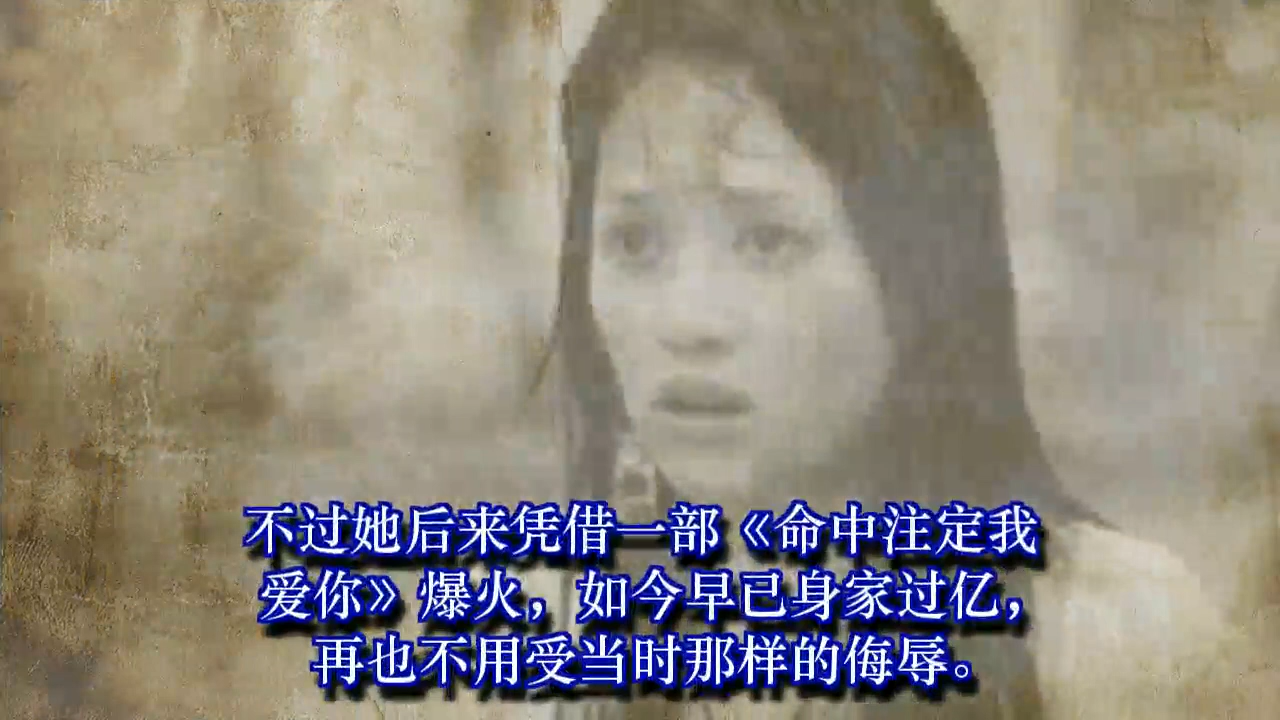 不过她后来凭借一部《命中注定我
爱你》爆火，如今早已身家过亿，
再也不用受当时那样的侮辱。